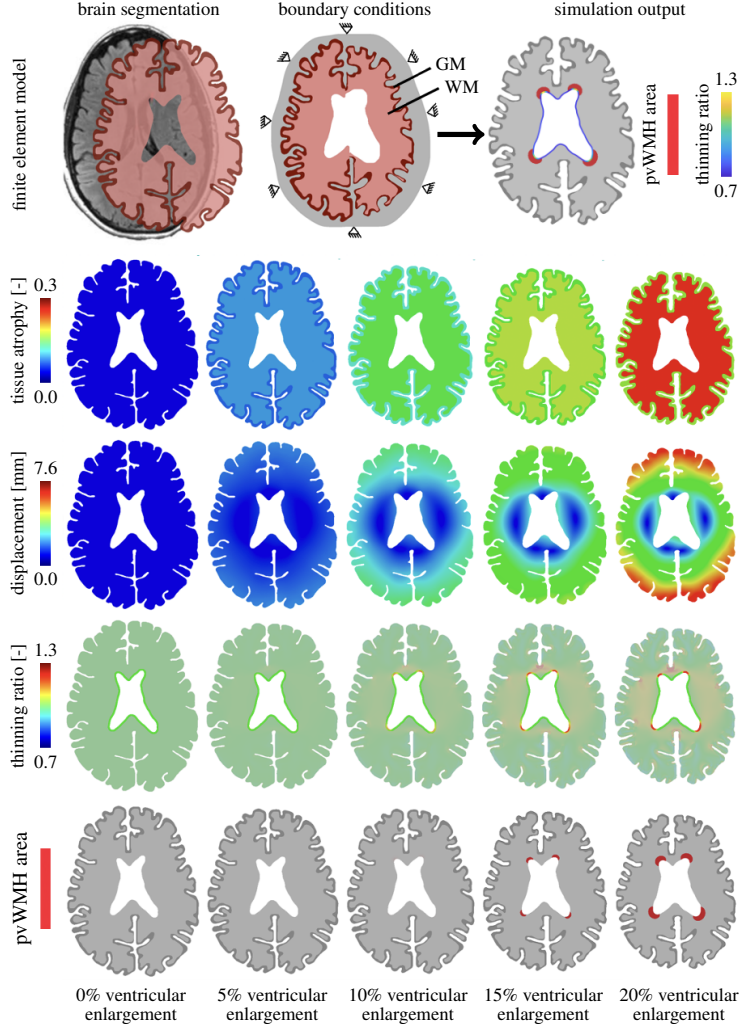 brain segmentation
boundary conditions
simulation output
finite element model
GM
WM
pvWMH area
thinning ratio
1.3
0.7
tissue atrophy [-]
0.3
0.0
displacement [mm]
7.6
0.0
thinning ratio [-]
1.3
0.7
pvWMH area
0% ventricular
enlargement
5% ventricular
enlargement
10% ventricular
enlargement
15% ventricular
enlargement
20% ventricular
enlargement